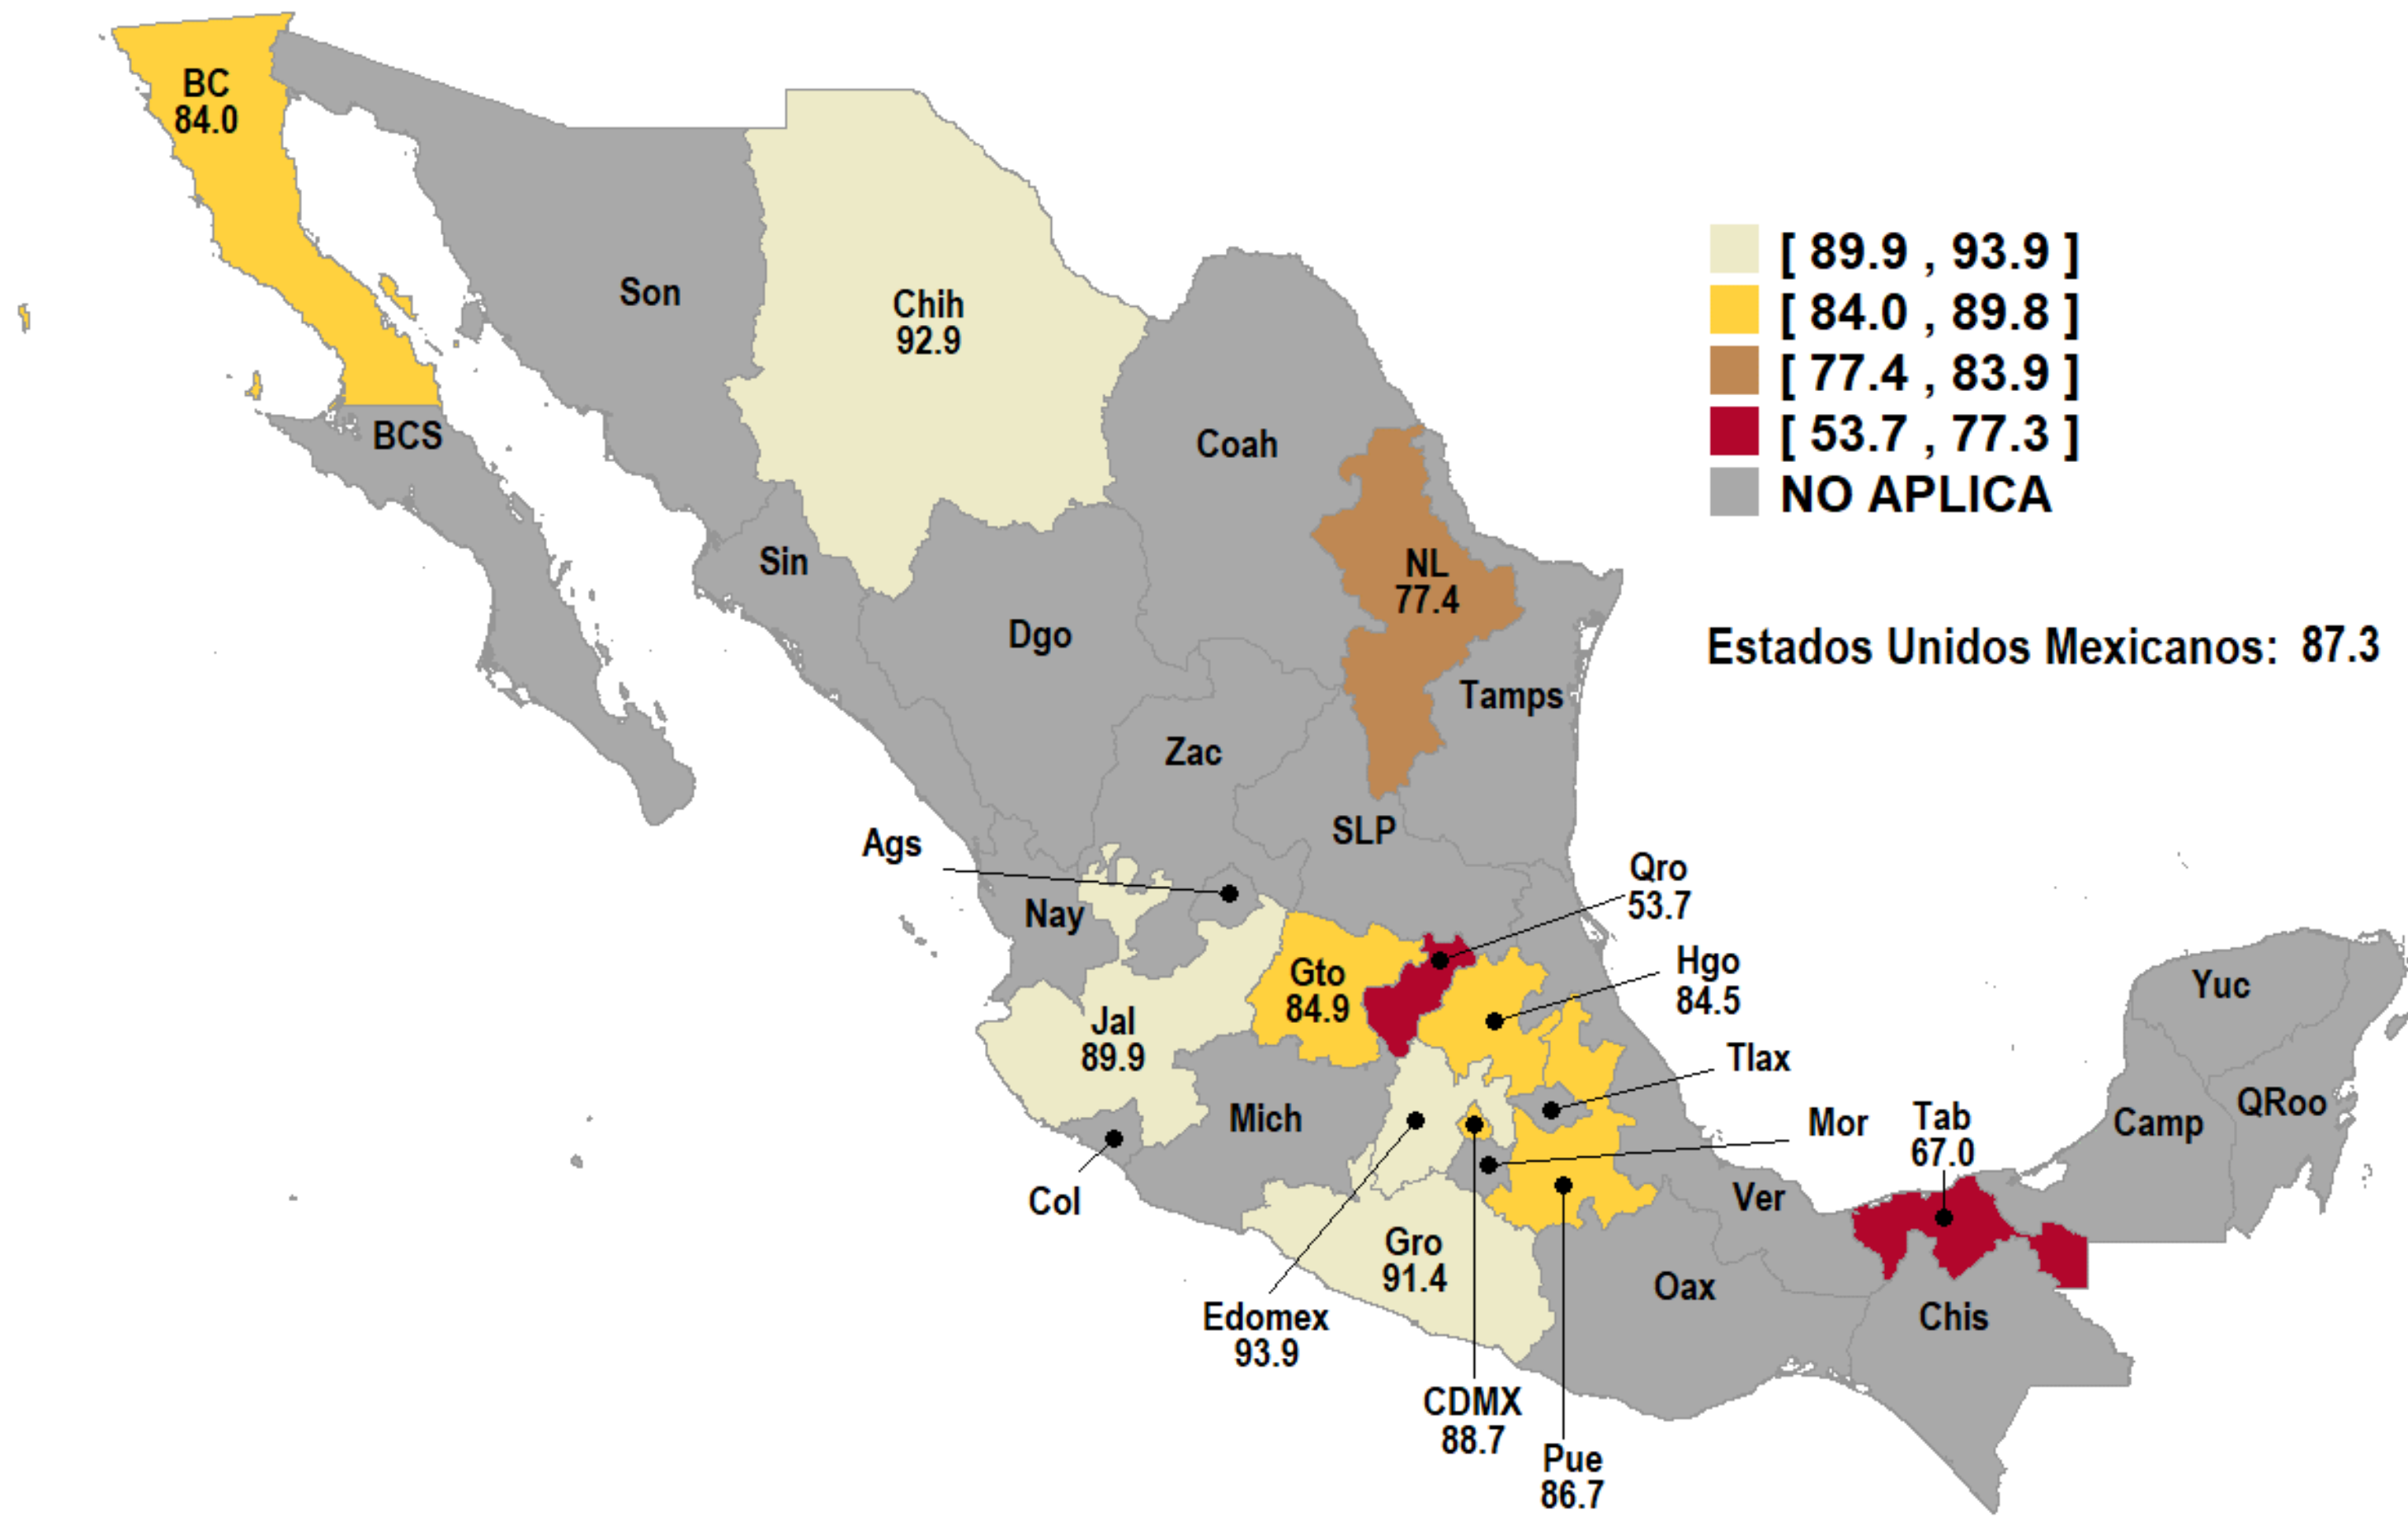 BC
84.0
BCS
Son
Chih
92.9
Coah
Sin
Dgo
NL
77.4
Tamps
Zac
SLP
[ 89.9 , 93.9 ]
[ 84.0 , 89.8 ]
[ 77.4 , 83.9 ]
[ 53.7 , 77.3 ]
NO APLICA
Estados Unidos Mexicanos: 87.3
Ags
Nay
Qro
53.7
Gto
84.9
Hgo
84.5
Jal
89.9
Tlax
Mich
Mor
Col
Tab
67.0
Yuc
QRoo
Camp
Ver
Gro
91.4
Oax
Chis
Edomex
93.9
CDMX
88.7
Pue
86.7